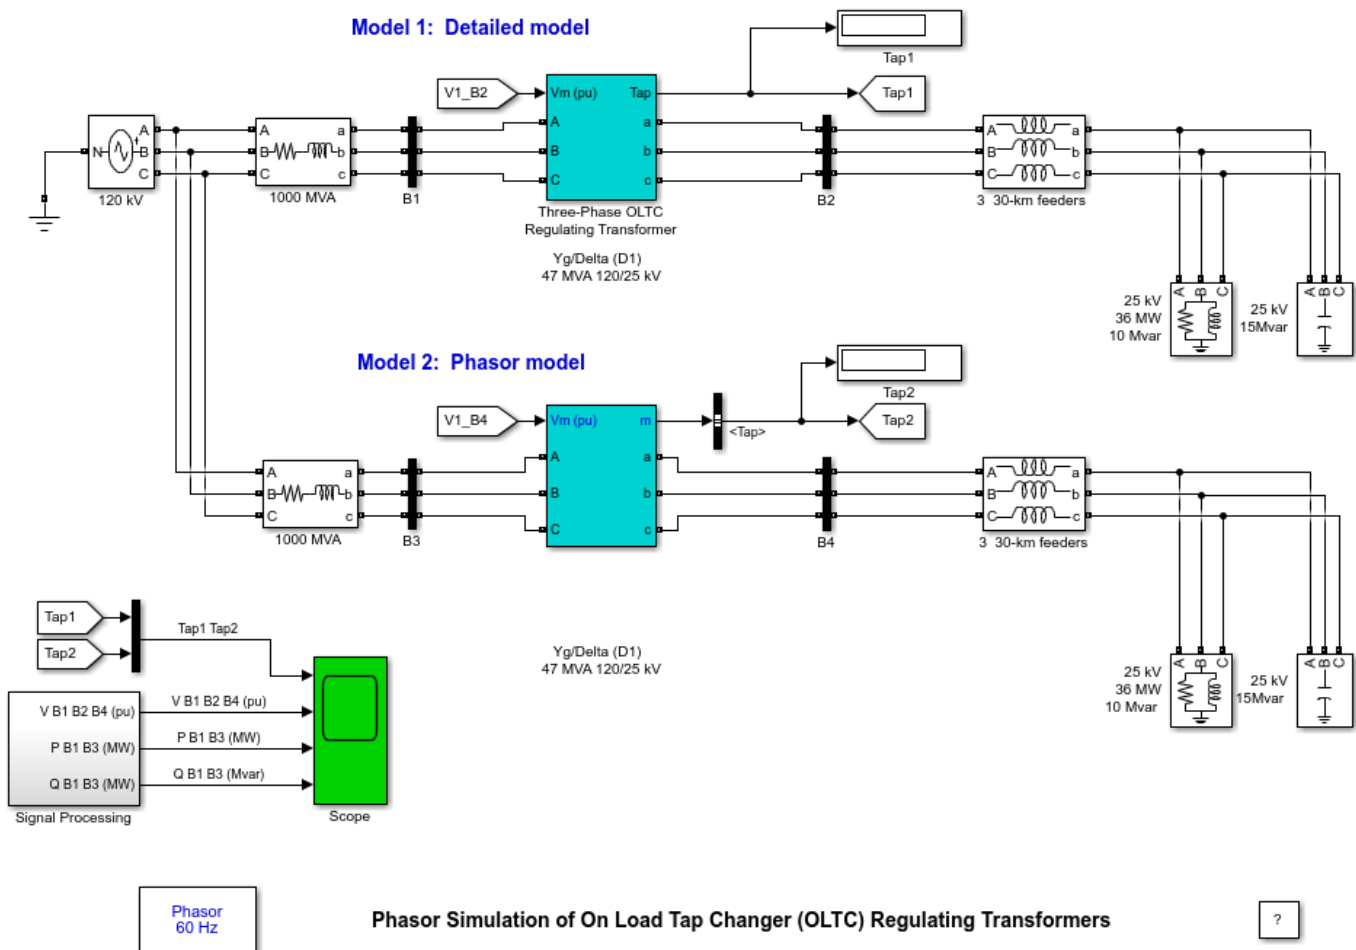 Model 1: Detailed model
Tap1
V1_B2
Vm (pu)
Tap
Tap1
A
B
C
N
120 kV
A
B
C
a
b
c
1000 MVA
B1
A
B
C
a
b
c
Three-Phase OLTC
Regulating Transformer
Yg/Delta (D1)
47 MVA 120/25 kV
B2
A
B
C
a
b
c
3 30-km feeders
A
B
C
25 kV
36 MW
10 Mvar
A
B
C
25 kV
15Mvar
Model 2: Phasor model
Tap2
V1_B4
Vm (pu)
m
<Tap>
Tap2
A
B
C
a
b
c
1000 MVA
B3
A
B
C
a
b
c
B4
A
B
C
a
b
c
3 30-km feeders
Yg/Delta (D1)
47 MVA 120/25 kV
A
B
C
25 kV
36 MW
10 Mvar
A
B
C
25 kV
15Mvar
Tap1
Tap2
Tap1 Tap2
V B1 B2 B4 (pu)
V B1 B2 B4 (pu)
P B1 B3 (MW)
P B1 B3 (MW)
Q B1 B3 (MW)
Q B1 B3 (Mvar)
Signal Processing
Scope
Phasor
60 Hz
Phasor Simulation of On Load Tap Changer (OLTC) Regulating Transformers
?